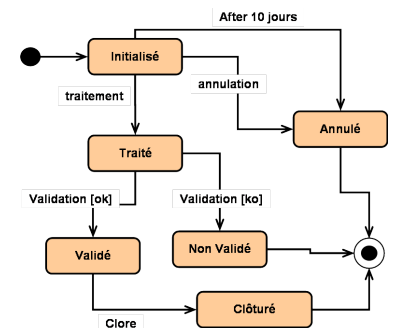 After 10 jours
Initialisé
traitement
annulation
Annulé
Traité
Validation [ok]
Validation [ko]
Validé
Non Validé
Clôturé
Clore